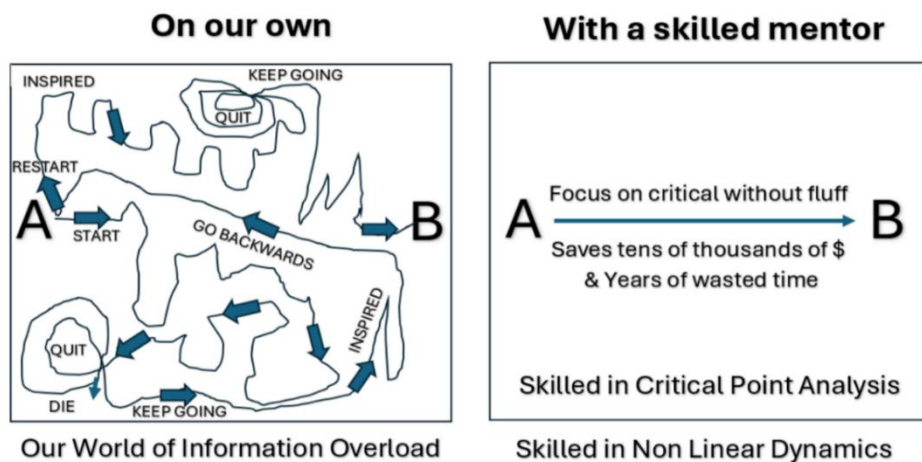 On our own
INSPIRED
KEEP GOING
QUIT
RESTART
A
START
GO BACKWARDS
B
QUIT
INSPIRED
DIE
KEEP GOING
Our World of Information Overload
With a skilled mentor
Focus on critical without fluff
A
B
Saves tens of thousands of $
& Years of wasted time
Skilled in Critical Point Analysis
Skilled in Non Linear Dynamics